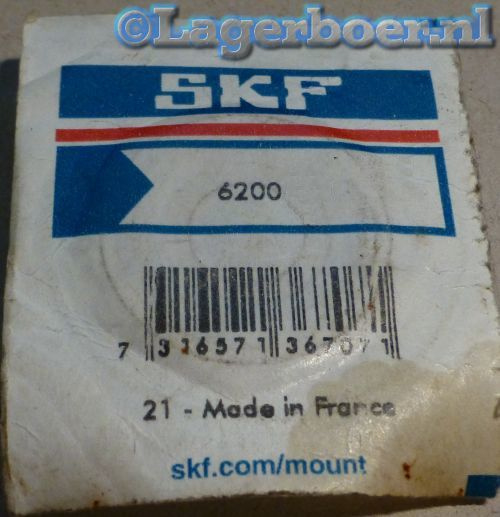 ©Lagerboer.nl
SKF
6200
7 316571 367071
21 - Made in France
skf.com/mount